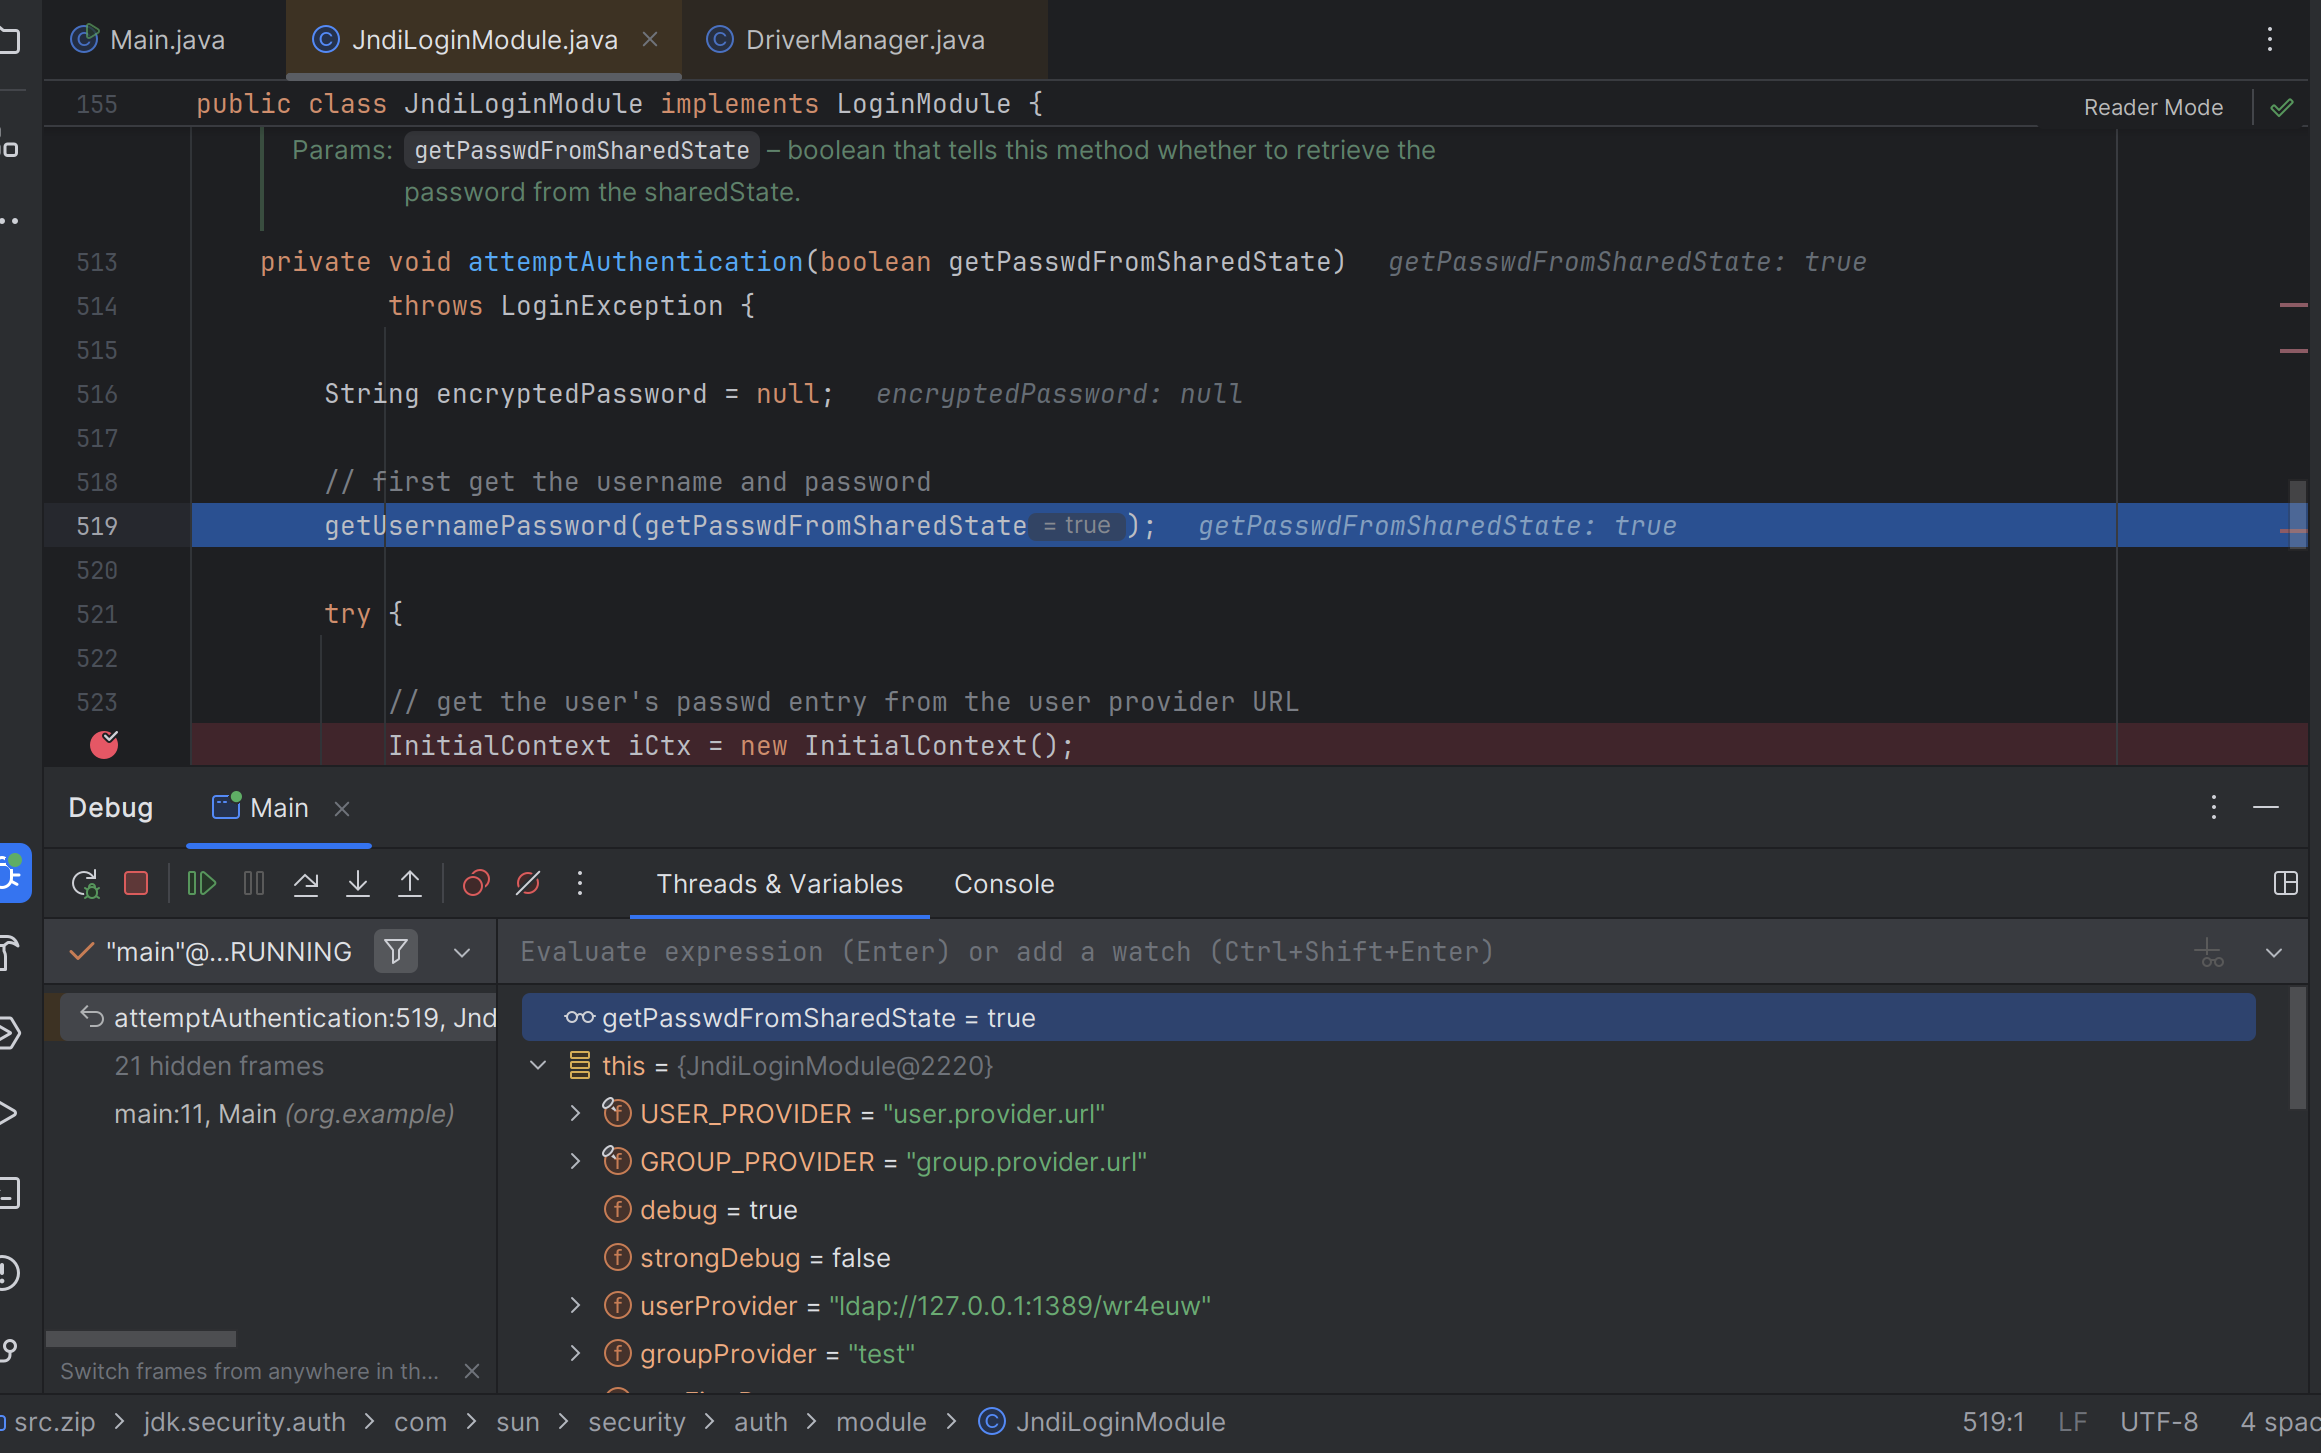 Main.java
JndiLoginModule.java
DriverManager.java
155 public class JndiLoginModule implements LoginModule {
Reader Mode
Params: getPasswdFromSharedState – boolean that tells this method whether to retrieve the
password from the sharedState.
513 private void attemptAuthentication(boolean getPasswdFromSharedState) getPasswdFromSharedState: true
514 throws LoginException {
515
516 String encryptedPassword = null; encryptedPassword: null
517
518 // first get the username and password
519 getUsernamePassword(getPasswdFromSharedState = true ); getPasswdFromSharedState: true
520
521 try {
522
523 // get the user's passwd entry from the user provider URL
InitialContext iCtx = new InitialContext();
Debug
Main
Threads & Variables
Console
"main"@...RUNNING
Evaluate expression (Enter) or add a watch (Ctrl+Shift+Enter)
attemptAuthentication:519, Jnd
21 hidden frames
main:11, Main (org.example)
getPasswdFromSharedState = true
this = {JndiLoginModule@2220}
USER_PROVIDER = "user.provider.url"
GROUP_PROVIDER = "group.provider.url"
debug = true
strongDebug = false
userProvider = "ldap://127.0.0.1:1389/wr4euw"
groupProvider = "test"
Switch frames from anywhere in th...
src.zip > jdk.security.auth > com > sun > security > auth > module > JndiLoginModule
519:1 LF UTF-8 4 spac